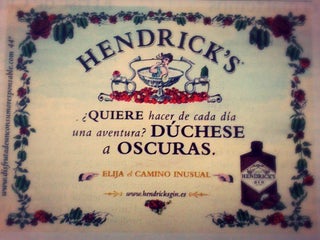 HENDRICK'S
¿QUIERE hacer de cada día
una aventura? DÚCHESE
a OSCURAS.
ELIJA el CAMINO INUSUAL
www.hendricksgin.es
HENDRICK'S
GIN
www.disfrutadeunconsumoresponsable.com 44°